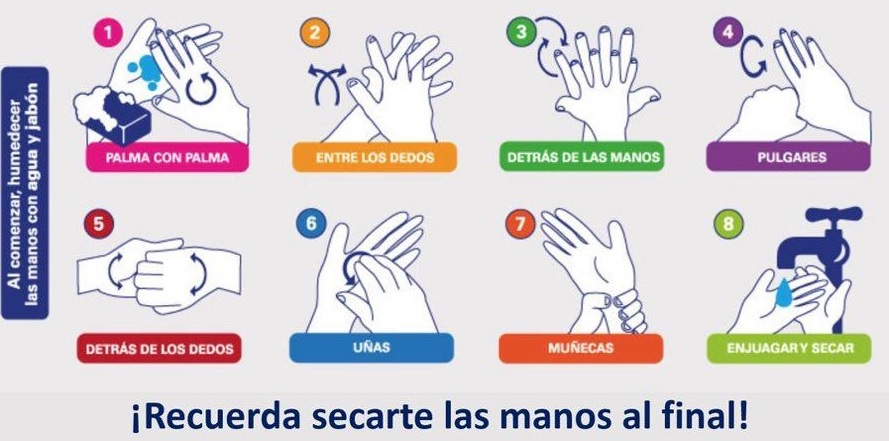 Al comenzar, humedecer
las manos con agua y jabón
1
PALMA CON PALMA
2
ENTRE LOS DEDOS
3
DETRÁS DE LAS MANOS
4
PULGARES
5
DETRÁS DE LOS DEDOS
6
UÑAS
7
MUÑECAS
8
ENJUAGAR Y SECAR
¡Recuerda secarte las manos al final!